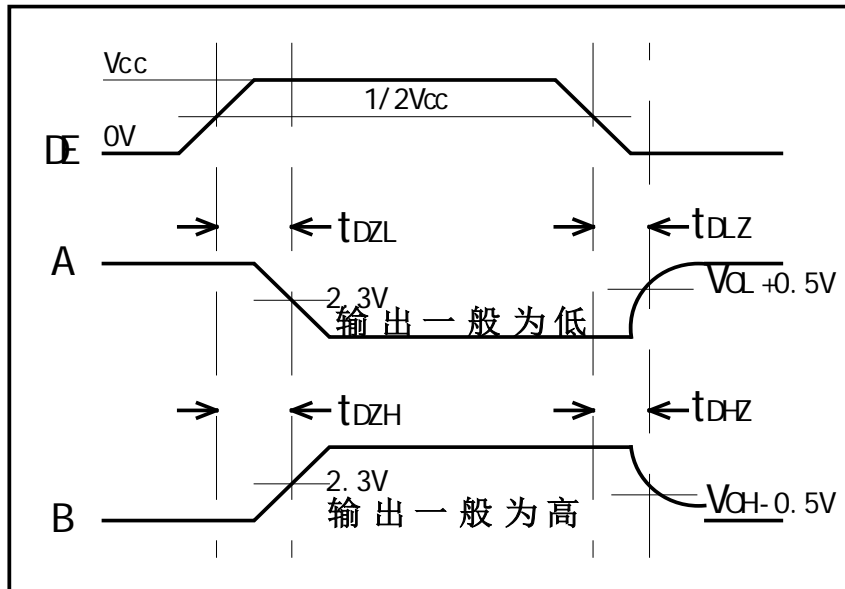 Vcc
1/2Vcc
0V
DE
tDZL
tDLZ
A
2.3V
VOL+0.5V
输出一般为低
tDZH
tDHZ
2.3V
VOH-0.5V
输出一般为高
B